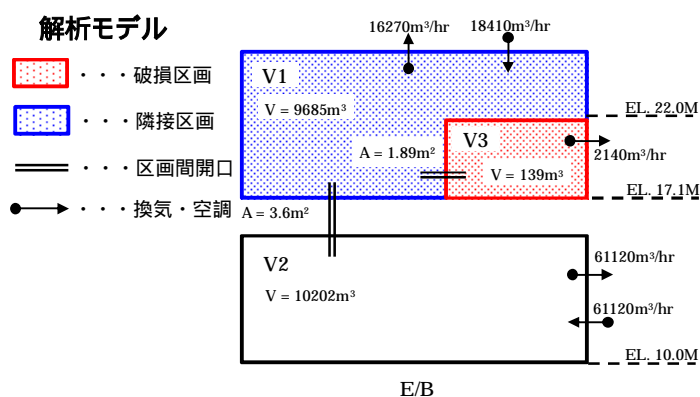 解析モデル
・・・破損区画
・・・隣接区画
・・・区画間開口
・・・換気・空調
16270m³/hr
18410m³/hr
V1
V = 9685m³
EL. 22.0M
A = 1.89m²
V3
2140m³/hr
V = 139m³
EL. 17.1M
A = 3.6m²
V2
V = 10202m³
61120m³/hr
61120m³/hr
EL. 10.0M
E/B